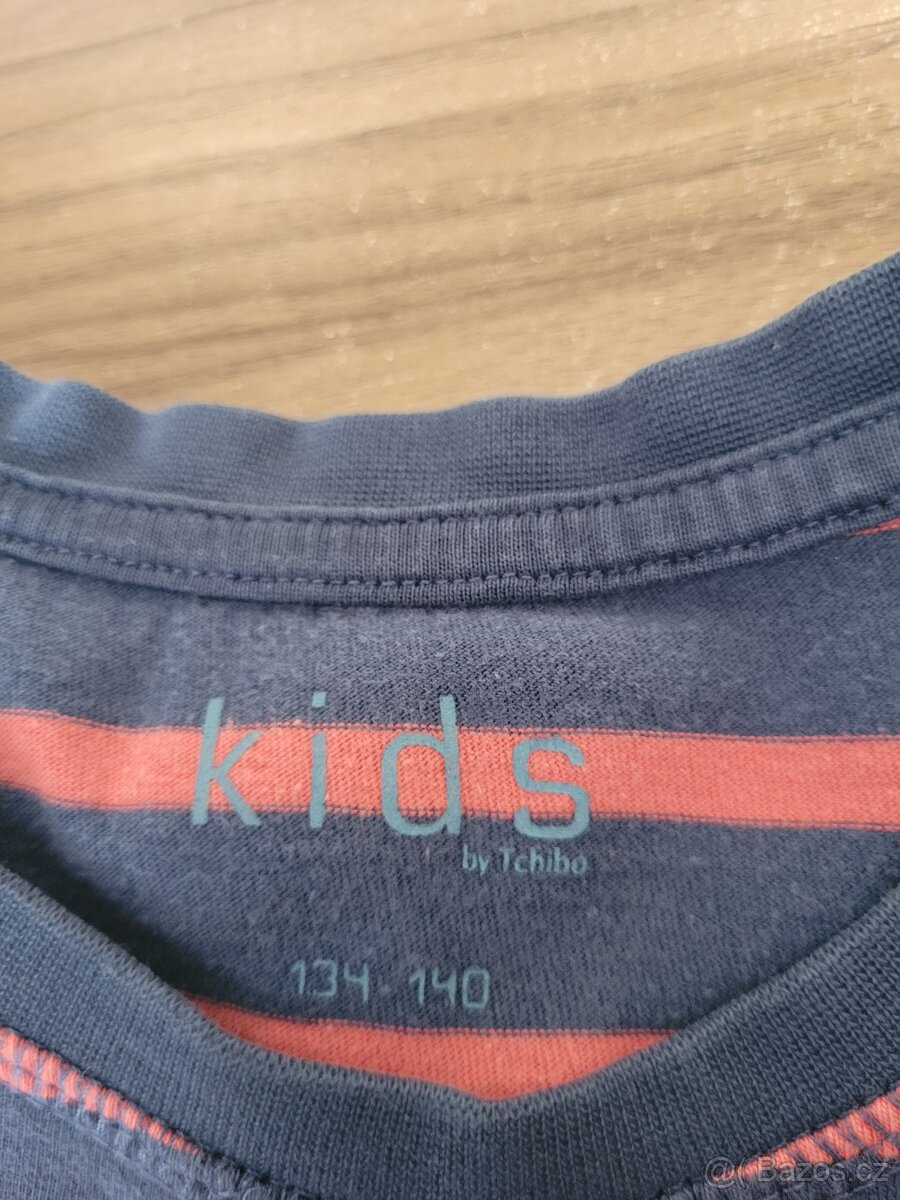 kids
by Tchibo
134 - 140
@ Bazos.cz